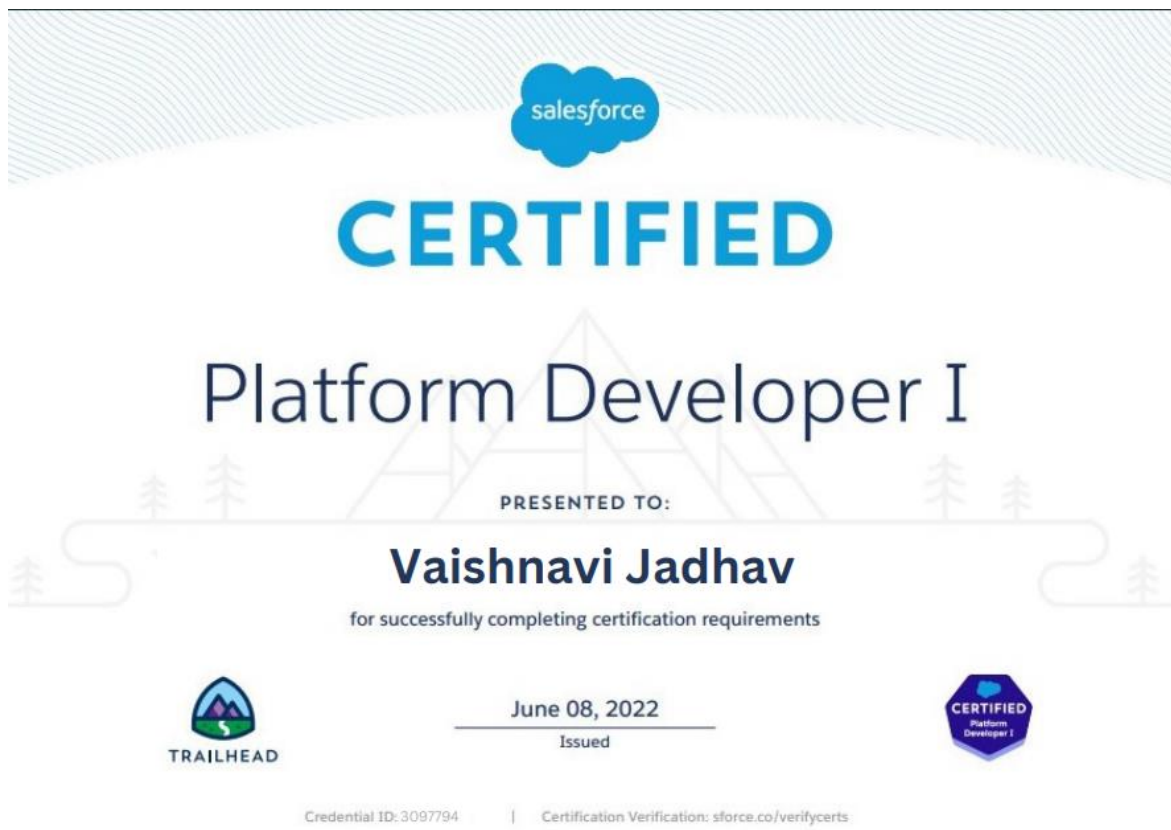 salesforce
CERTIFIED
Platform Developer I
PRESENTED TO:
Vaishnavi Jadhav
for successfully completing certification requirements
TRAILHEAD
June 08, 2022
Issued
CERTIFIED
Platform
Developer I
Credential ID: 3097794 | Certification Verification: sforce.co/verifycerts